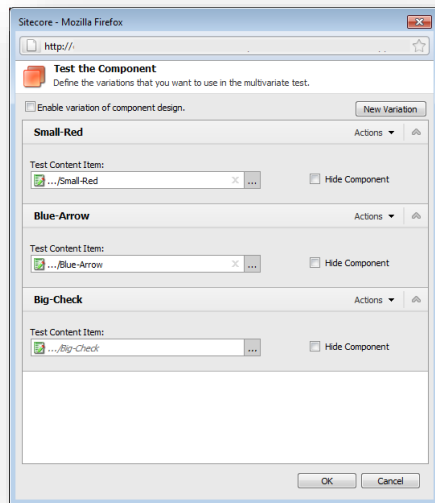 Sitecore - Mozilla Firefox
http://
Test the Component
Define the variations that you want to use in the multivariate test.
Enable variation of component design.
New Variation
Small-Red Actions
Test Content Item:
.../Small-Red x ... Hide Component
Blue-Arrow Actions
Test Content Item:
.../Blue-Arrow x ... Hide Component
Big-Check Actions
Test Content Item:
.../Big-Check ... Hide Component
OK Cancel